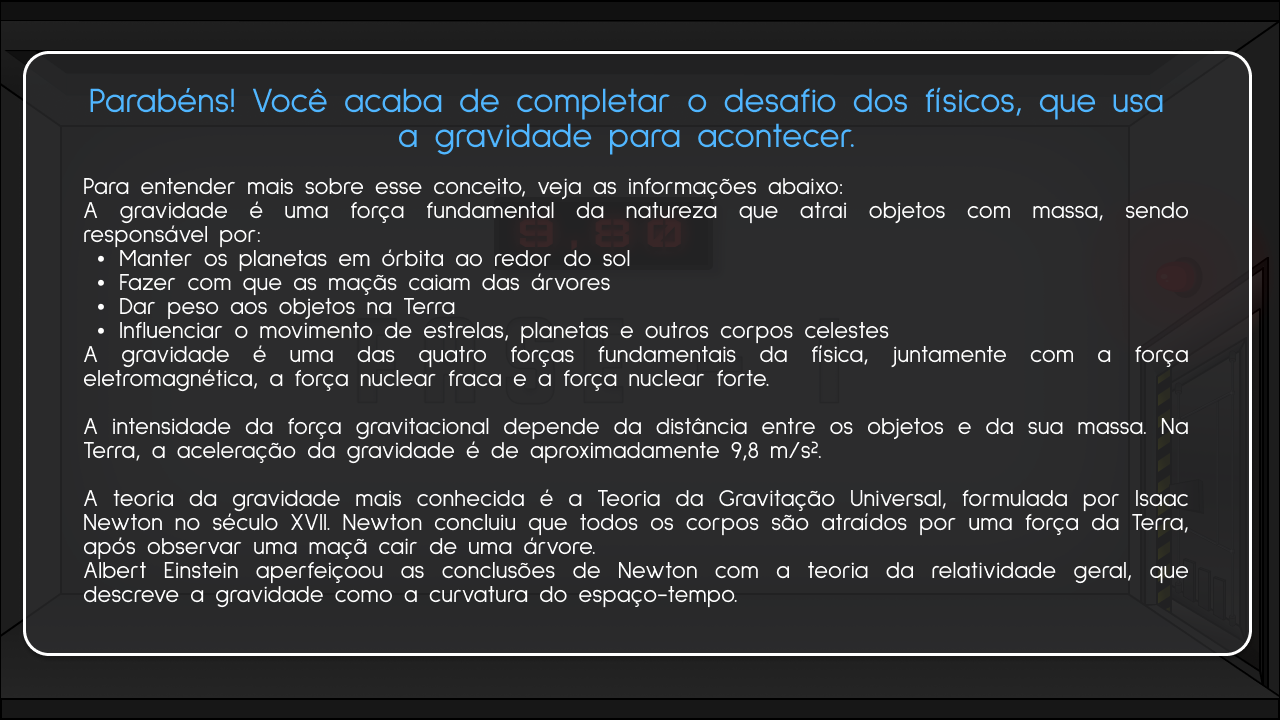 Parabéns! Você acaba de completar o desafio dos físicos, que usa
a gravidade para acontecer.
Para entender mais sobre esse conceito, veja as informações abaixo:
A gravidade é uma força fundamental da natureza que atrai objetos com massa, sendo
responsável por:
• Manter os planetas em órbita ao redor do sol
• Fazer com que as maçãs caiam das árvores
• Dar peso aos objetos na Terra
• Influenciar o movimento de estrelas, planetas e outros corpos celestes
A gravidade é uma das quatro forças fundamentais da física, juntamente com a força
eletromagnética, a força nuclear fraca e a força nuclear forte.
A intensidade da força gravitacional depende da distância entre os objetos e da sua massa. Na
Terra, a aceleração da gravidade é de aproximadamente 9,8 m/s².
A teoria da gravidade mais conhecida é a Teoria da Gravitação Universal, formulada por Isaac
Newton no século XVII. Newton concluiu que todos os corpos são atraídos por uma força da Terra,
após observar uma maçã cair de uma árvore.
Albert Einstein aperfeiçoou as conclusões de Newton com a teoria da relatividade geral, que
descreve a gravidade como a curvatura do espaço-tempo.
9.80